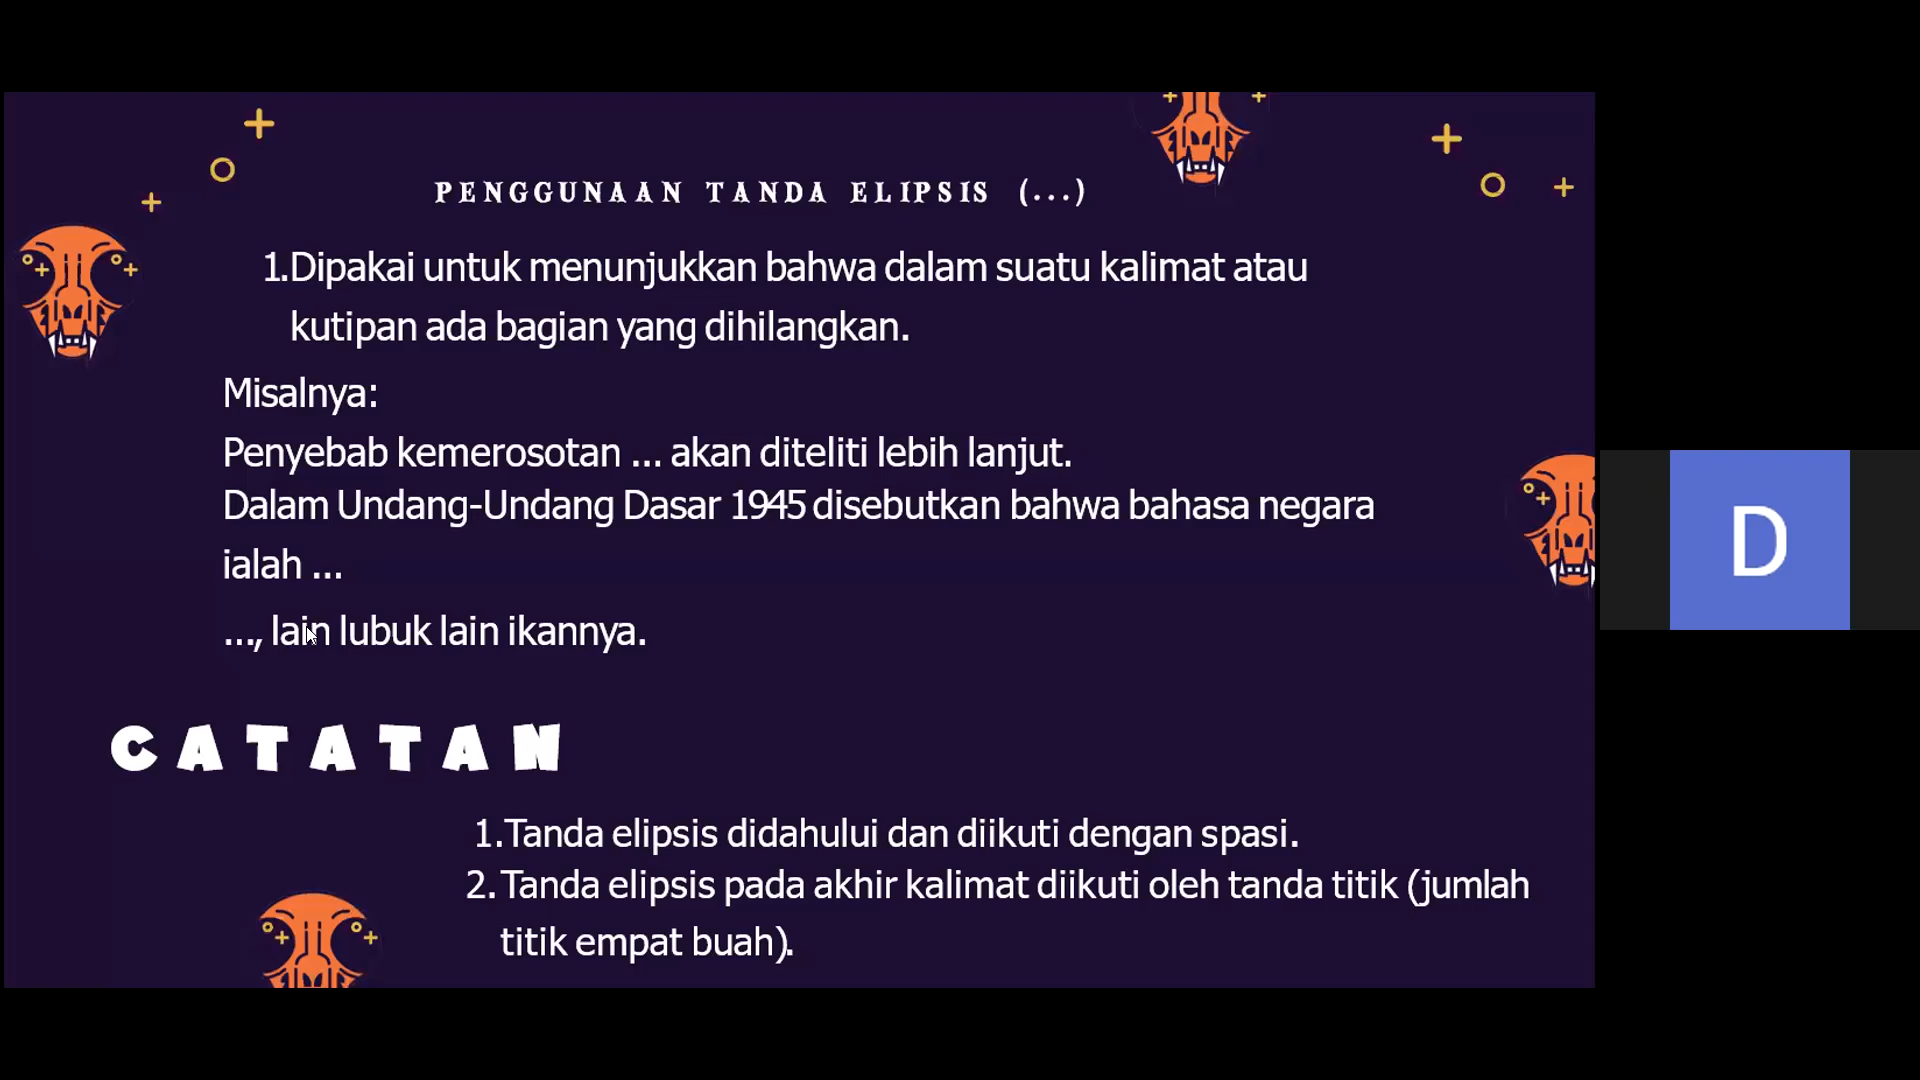 PENGGUNAAN TANDA ELIPSIS (...)
1.Dipakai untuk menunjukkan bahwa dalam suatu kalimat atau
kutipan ada bagian yang dihilangkan.
Misalnya:
Penyebab kemerosotan ... akan diteliti lebih lanjut.
Dalam Undang-Undang Dasar 1945 disebutkan bahwa bahasa negara
ialah ...
..., lain lubuk lain ikannya.
CATATAN
1.Tanda elipsis didahului dan diikuti dengan spasi.
2.Tanda elipsis pada akhir kalimat diikuti oleh tanda titik (jumlah
titik empat buah).
D